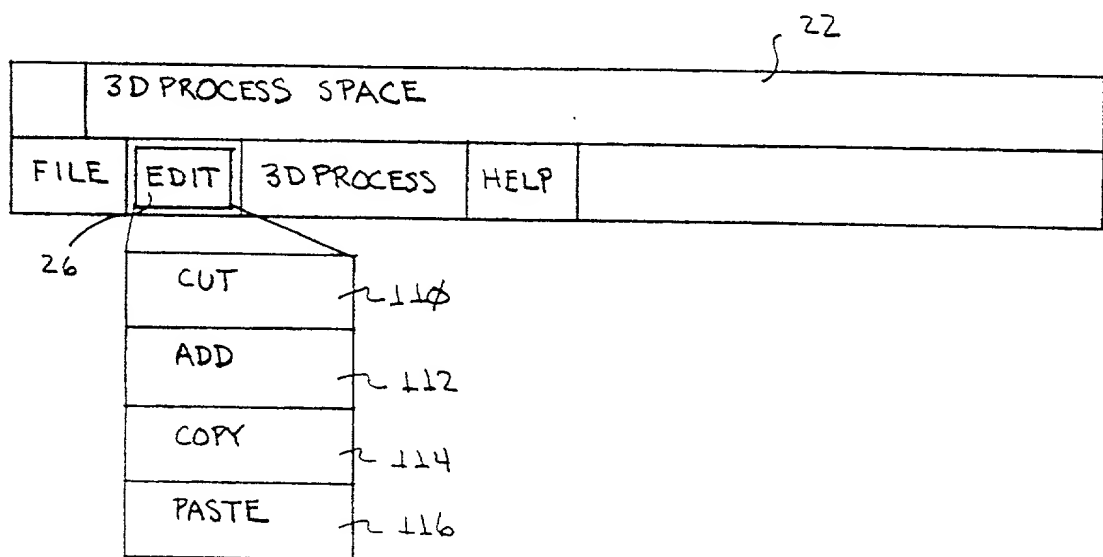 22
3D PROCESS SPACE
FILE EDIT 3D PROCESS HELP
26
CUT 110
ADD 112
COPY 114
PASTE 116